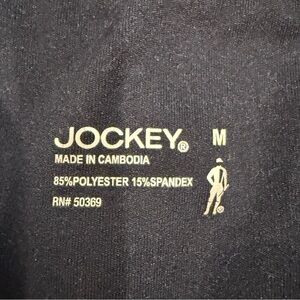 JOCKEY® M
MADE IN CAMBODIA
85%POLYESTER 15%SPANDEX
RN# 50369